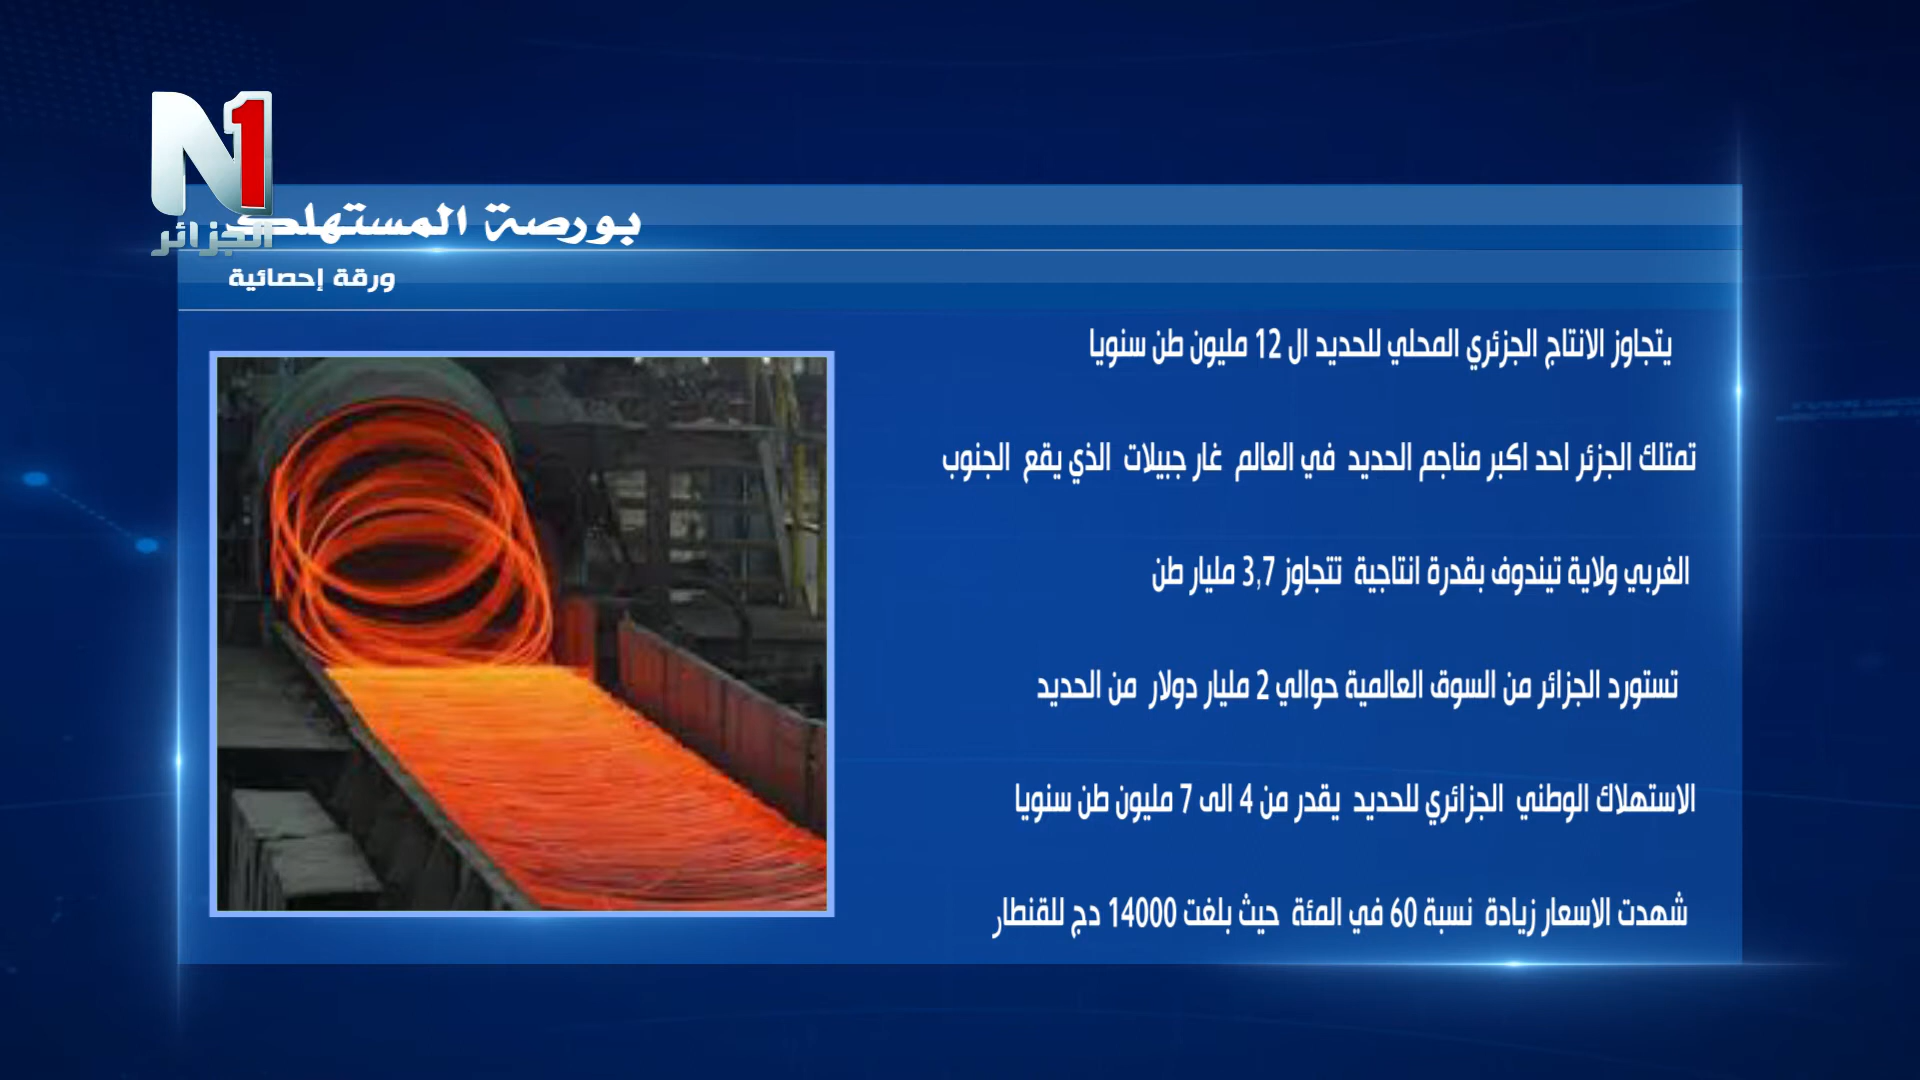 N1
الجزائر
بورصة المستهلك
ورقة إحصائية
يتجاوز الانتاج الجزئري المحلي للحديد ال 12 مليون طن سنويا
تمتلك الجزئر احد اكبر مناجم الحديد في العالم غار جبيلات الذي يقع الجنوب
الغربي ولاية تيندوف بقدرة انتاجية تتجاوز 3,7 مليار طن
تستورد الجزائر من السوق العالمية حوالي 2 مليار دولار من الحديد
الاستهلاك الوطني الجزائري للحديد يقدر من 4 الى 7 مليون طن سنويا
شهدت الاسعار زيادة نسبة 60 في المئة حيث بلغت 14000 دج للقنطار